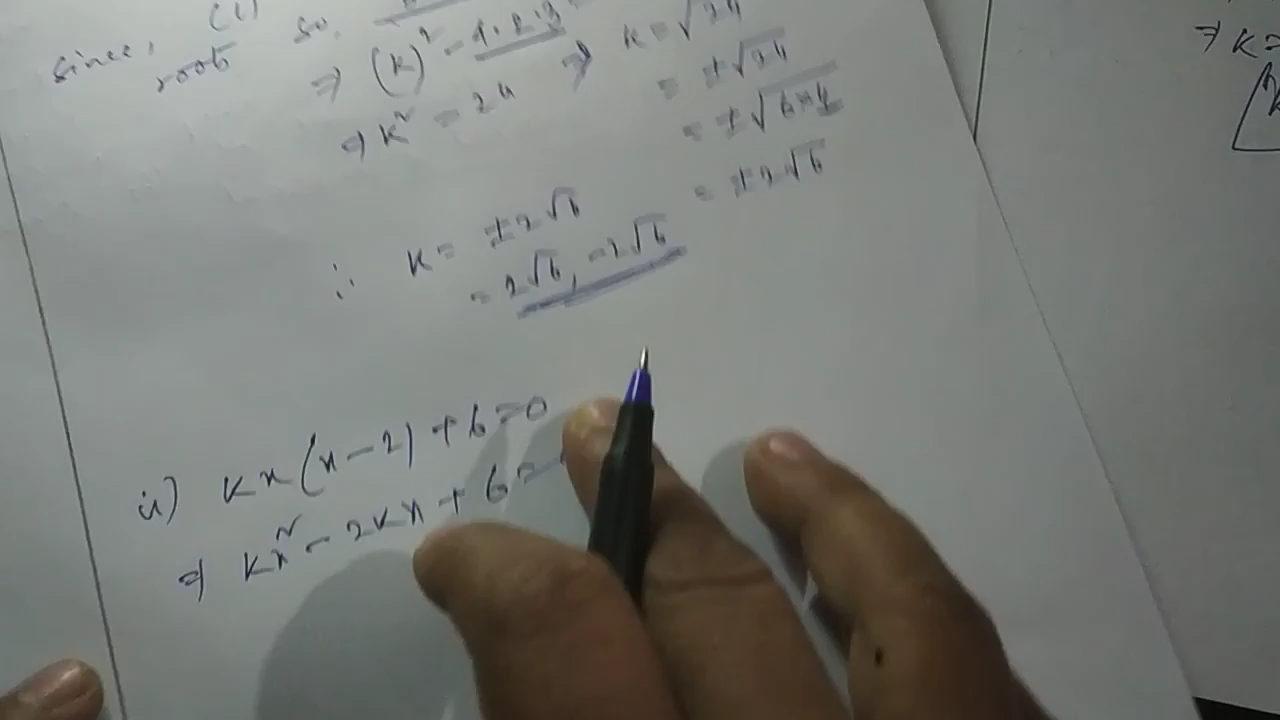 (i)
since, so,
root
⇒ (k)² - 4·2·3
⇒ k = √24
⇒ k² = 24
= ±√24
= ±√6×4
= ±2√6
∴ k = ±2√6
= 2√6, -2√6
ii) kx(x-2)+6=0
⇒ kx² - 2kx + 6 =
⇒ k=